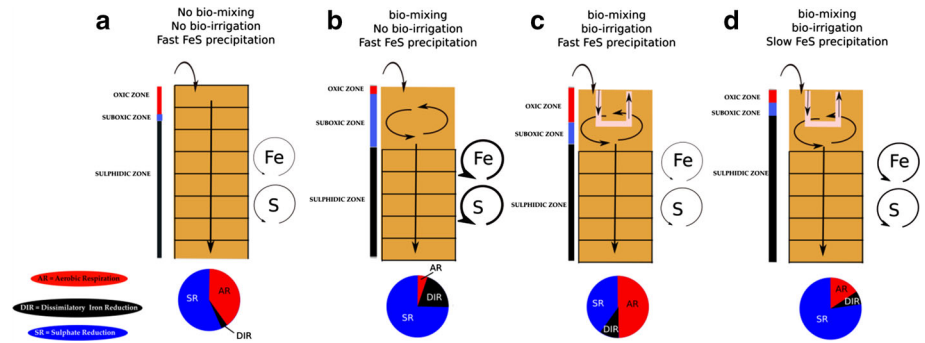 a
No bio-mixing
No bio-irrigation
Fast FeS precipitation
OXIC ZONE
SUBOXIC ZONE
SULPHIDIC ZONE
Fe
S
SR
AR
DIR
b
bio-mixing
No bio-irrigation
Fast FeS precipitation
OXIC ZONE
SUBOXIC ZONE
SULPHIDIC ZONE
Fe
S
AR
DIR
SR
c
bio-mixing
bio-irrigation
Fast FeS precipitation
OXIC ZONE
SUBOXIC ZONE
SULPHIDIC ZONE
Fe
S
SR
AR
DIR
d
bio-mixing
bio-irrigation
Slow FeS precipitation
OXIC ZONE
SUBOXIC ZONE
SULPHIDIC ZONE
Fe
S
AR
DIR
SR
AR = Aerobic Respiration
DIR = Dissimilatory Iron Reduction
SR = Sulphate Reduction